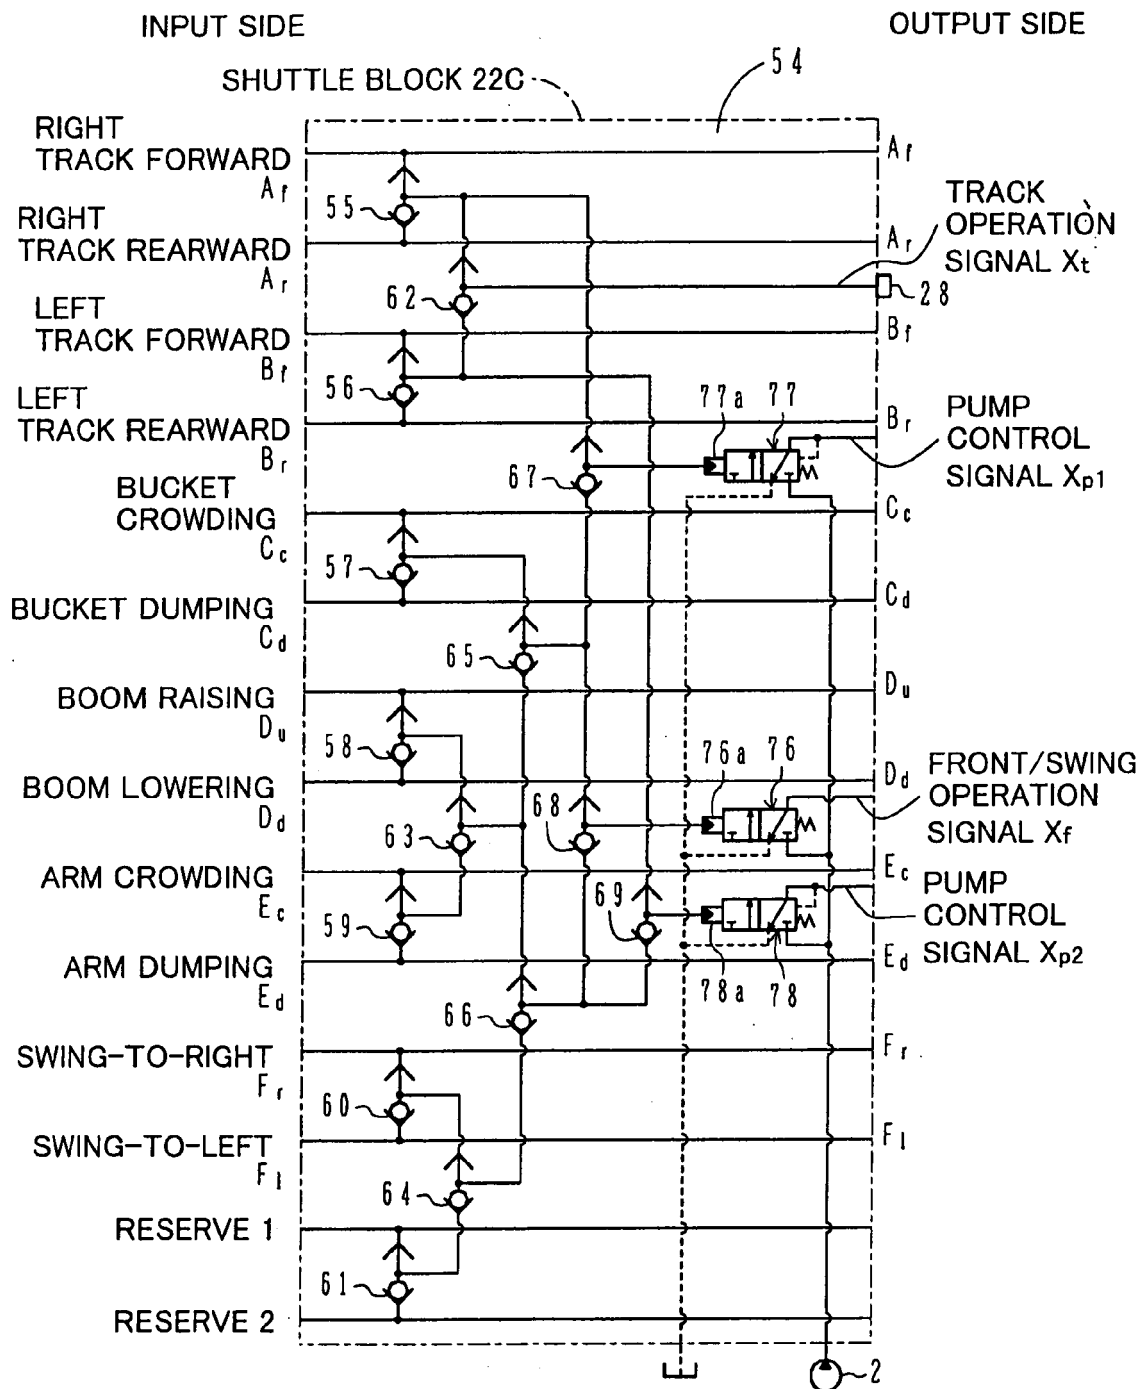 INPUT SIDE
OUTPUT SIDE
SHUTTLE BLOCK 22C
54
RIGHT
TRACK FORWARD
Af
Af
55
RIGHT
TRACK REARWARD
Ar
Ar
TRACK
OPERATION
SIGNAL Xt
28
62
LEFT
TRACK FORWARD
Bf
Bf
56
LEFT
TRACK REARWARD
Br
Br
77a
77
PUMP
CONTROL
SIGNAL Xp1
67
BUCKET
CROWDING
Cc
Cc
57
BUCKET DUMPING
Cd
Cd
65
BOOM RAISING
Du
Du
58
76a
76
BOOM LOWERING
Dd
Dd
FRONT/SWING
OPERATION
SIGNAL Xf
63
68
ARM CROWDING
Ec
Ec
59
69
PUMP
CONTROL
SIGNAL Xp2
ARM DUMPING
Ed
Ed
66
78a
78
SWING-TO-RIGHT
Fr
Fr
60
SWING-TO-LEFT
Fl
Fl
64
RESERVE 1
61
RESERVE 2
2